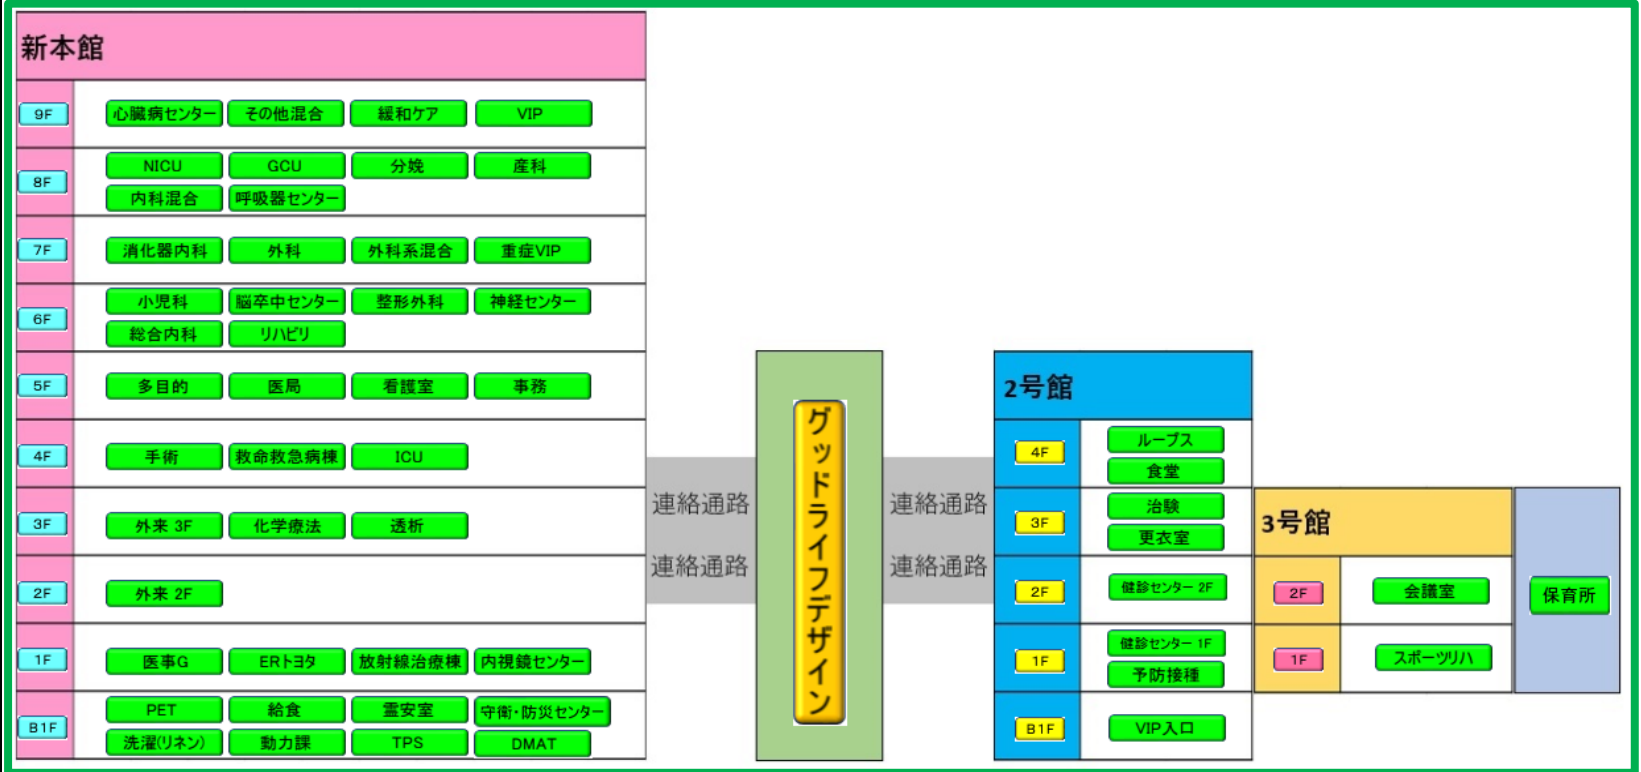 新本館
9F 心臓病センター その他混合 緩和ケア VIP
8F
NICU GCU 分娩 産科
内科混合 呼吸器センター
7F 消化器内科 外科 外科系混合 重症VIP
6F
小児科 脳卒中センター 整形外科 神経センター
総合内科 リハビリ
5F 多目的 医局 看護室 事務
4F 手術 救命救急病棟 ICU
3F 外来 3F 化学療法 透析
2F 外来 2F
1F 医事G ERトヨタ 放射線治療棟 内視鏡センター
B1F
PET 給食 霊安室 守衛・防災センター
洗濯(リネン) 動力課 TPS DMAT
連絡通路
連絡通路
グッドライフデザイン
連絡通路
連絡通路
2号館
4F
ループス
食堂
3F
治験
更衣室
2F 健診センター 2F
1F
健診センター 1F
予防接種
B1F VIP入口
3号館
2F 会議室
1F スポーツリハ
保育所